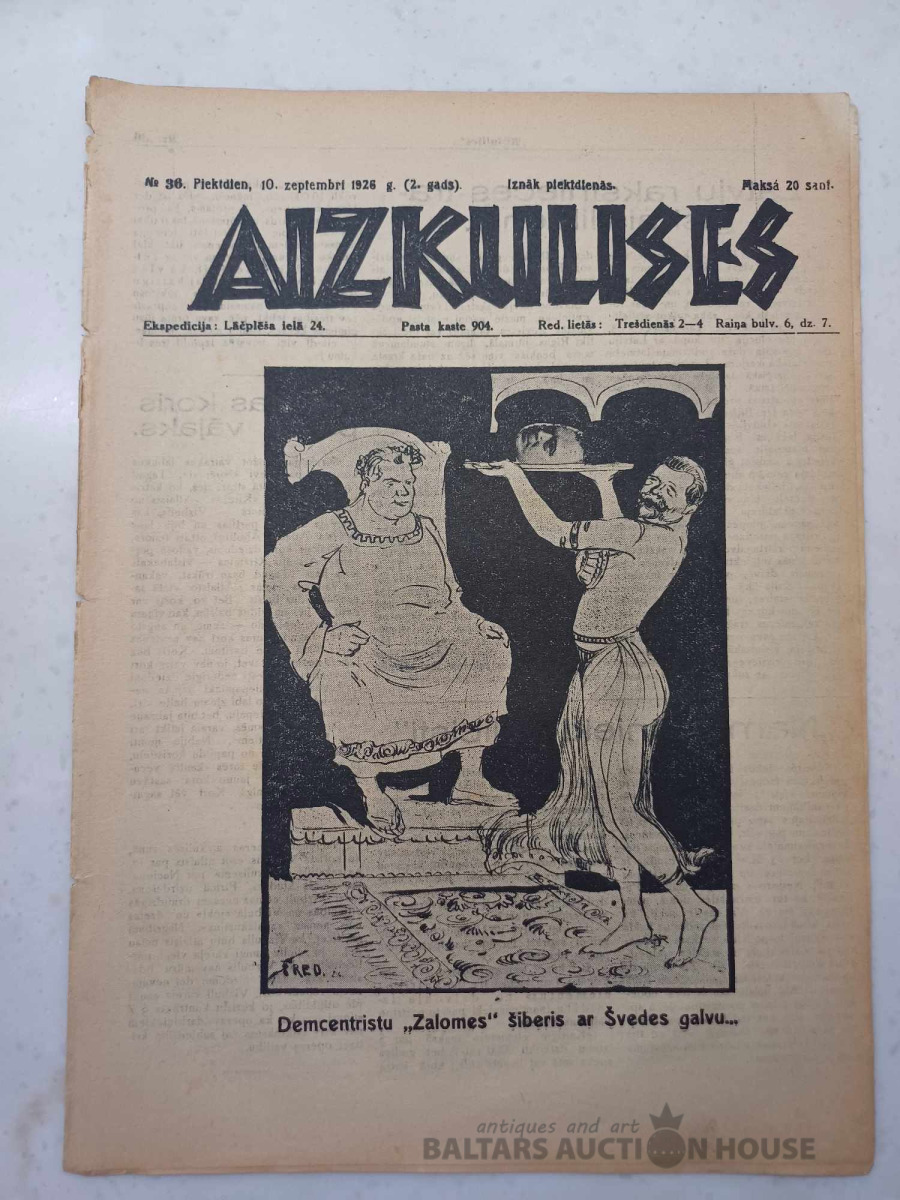 № 36. Piektdien, 10. zeptembri 1926 g. (2. gads). Iznāk piektdienās. Maksā 20 sant.
AIZKULISES
Ekspedīcija: Lāčplēša ielā 24. Pasta kaste 904. Red. lietās: Trešdienās 2—4 Raiņa bulv. 6, dz. 7.
FRED. 26
Demcentristu „Zalomes“ šiberis ar Švedes galvu...
antiques and art
BALTARS AUCTION HOUSE